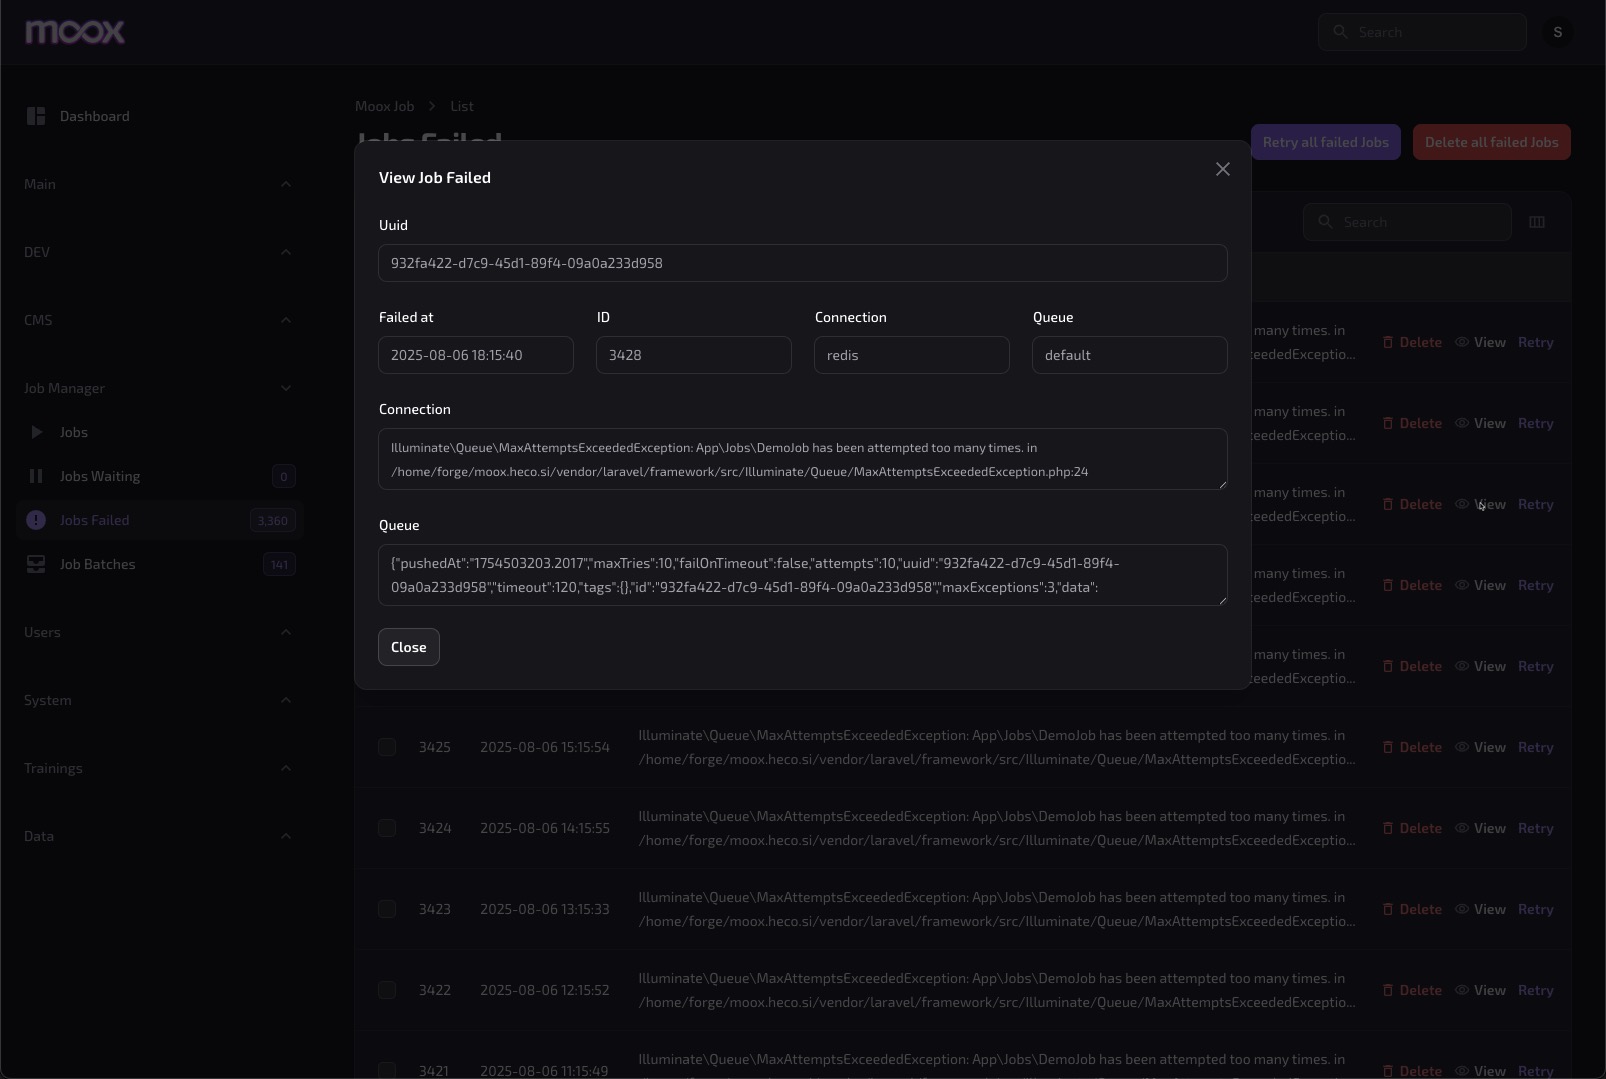 moox
Search
S
Dashboard
Main
DEV
CMS
Job Manager
Jobs
Jobs Waiting
0
Jobs Failed
3,360
Job Batches
141
Users
System
Trainings
Data
Moox Job
List
Jobs Failed
Retry all failed Jobs
Delete all failed Jobs
Search
View Job Failed
Uuid
932fa422-d7c9-45d1-89f4-09a0a233d958
Failed at
ID
Connection
Queue
2025-08-06 18:15:40
3428
redis
default
Connection
Illuminate\Queue\MaxAttemptsExceededException: App\Jobs\DemoJob has been attempted too many times. in
/home/forge/moox.heco.si/vendor/laravel/framework/src/Illuminate/Queue/MaxAttemptsExceededException.php:24
Queue
{"pushedAt":"1754503203.2017","maxTries":10,"failOnTimeout":false,"attempts":10,"uuid":"932fa422-d7c9-45d1-89f4-
09a0a233d958","timeout":120,"tags":{},"id":"932fa422-d7c9-45d1-89f4-09a0a233d958","maxExceptions":3,"data":
Close
many times. in
eededExceptio...
Delete View Retry
many times. in
eededExceptio...
Delete View Retry
many times. in
eededExceptio...
Delete View Retry
many times. in
eededExceptio...
Delete View Retry
many times. in
eededExceptio...
Delete View Retry
3425
2025-08-06 15:15:54
Illuminate\Queue\MaxAttemptsExceededException: App\Jobs\DemoJob has been attempted too many times. in
/home/forge/moox.heco.si/vendor/laravel/framework/src/Illuminate/Queue/MaxAttemptsExceededExceptio...
Delete View Retry
3424
2025-08-06 14:15:55
Illuminate\Queue\MaxAttemptsExceededException: App\Jobs\DemoJob has been attempted too many times. in
/home/forge/moox.heco.si/vendor/laravel/framework/src/Illuminate/Queue/MaxAttemptsExceededExceptio...
Delete View Retry
3423
2025-08-06 13:15:33
Illuminate\Queue\MaxAttemptsExceededException: App\Jobs\DemoJob has been attempted too many times. in
/home/forge/moox.heco.si/vendor/laravel/framework/src/Illuminate/Queue/MaxAttemptsExceededExceptio...
Delete View Retry
3422
2025-08-06 12:15:52
Illuminate\Queue\MaxAttemptsExceededException: App\Jobs\DemoJob has been attempted too many times. in
/home/forge/moox.heco.si/vendor/laravel/framework/src/Illuminate/Queue/MaxAttemptsExceededExceptio...
Delete View Retry
3421
2025-08-06 11:15:49
Illuminate\Queue\MaxAttemptsExceededException: App\Jobs\DemoJob has been attempted too many times. in
Delete View Retry